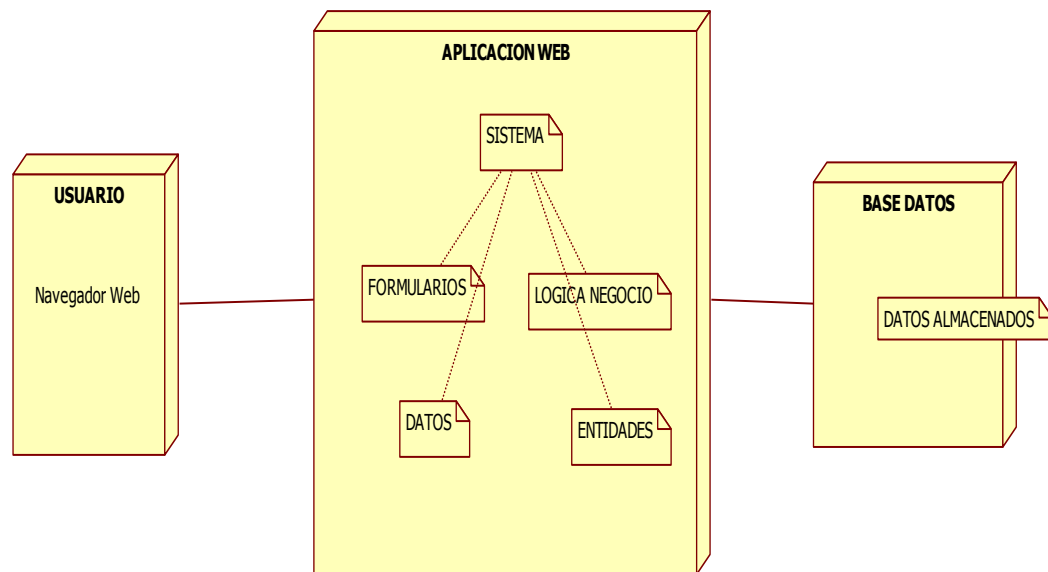 APLICACION WEB
SISTEMA
USUARIO
BASE DATOS
Navegador Web
FORMULARIOS
LOGICA NEGOCIO
DATOS ALMACENADOS
DATOS
ENTIDADES